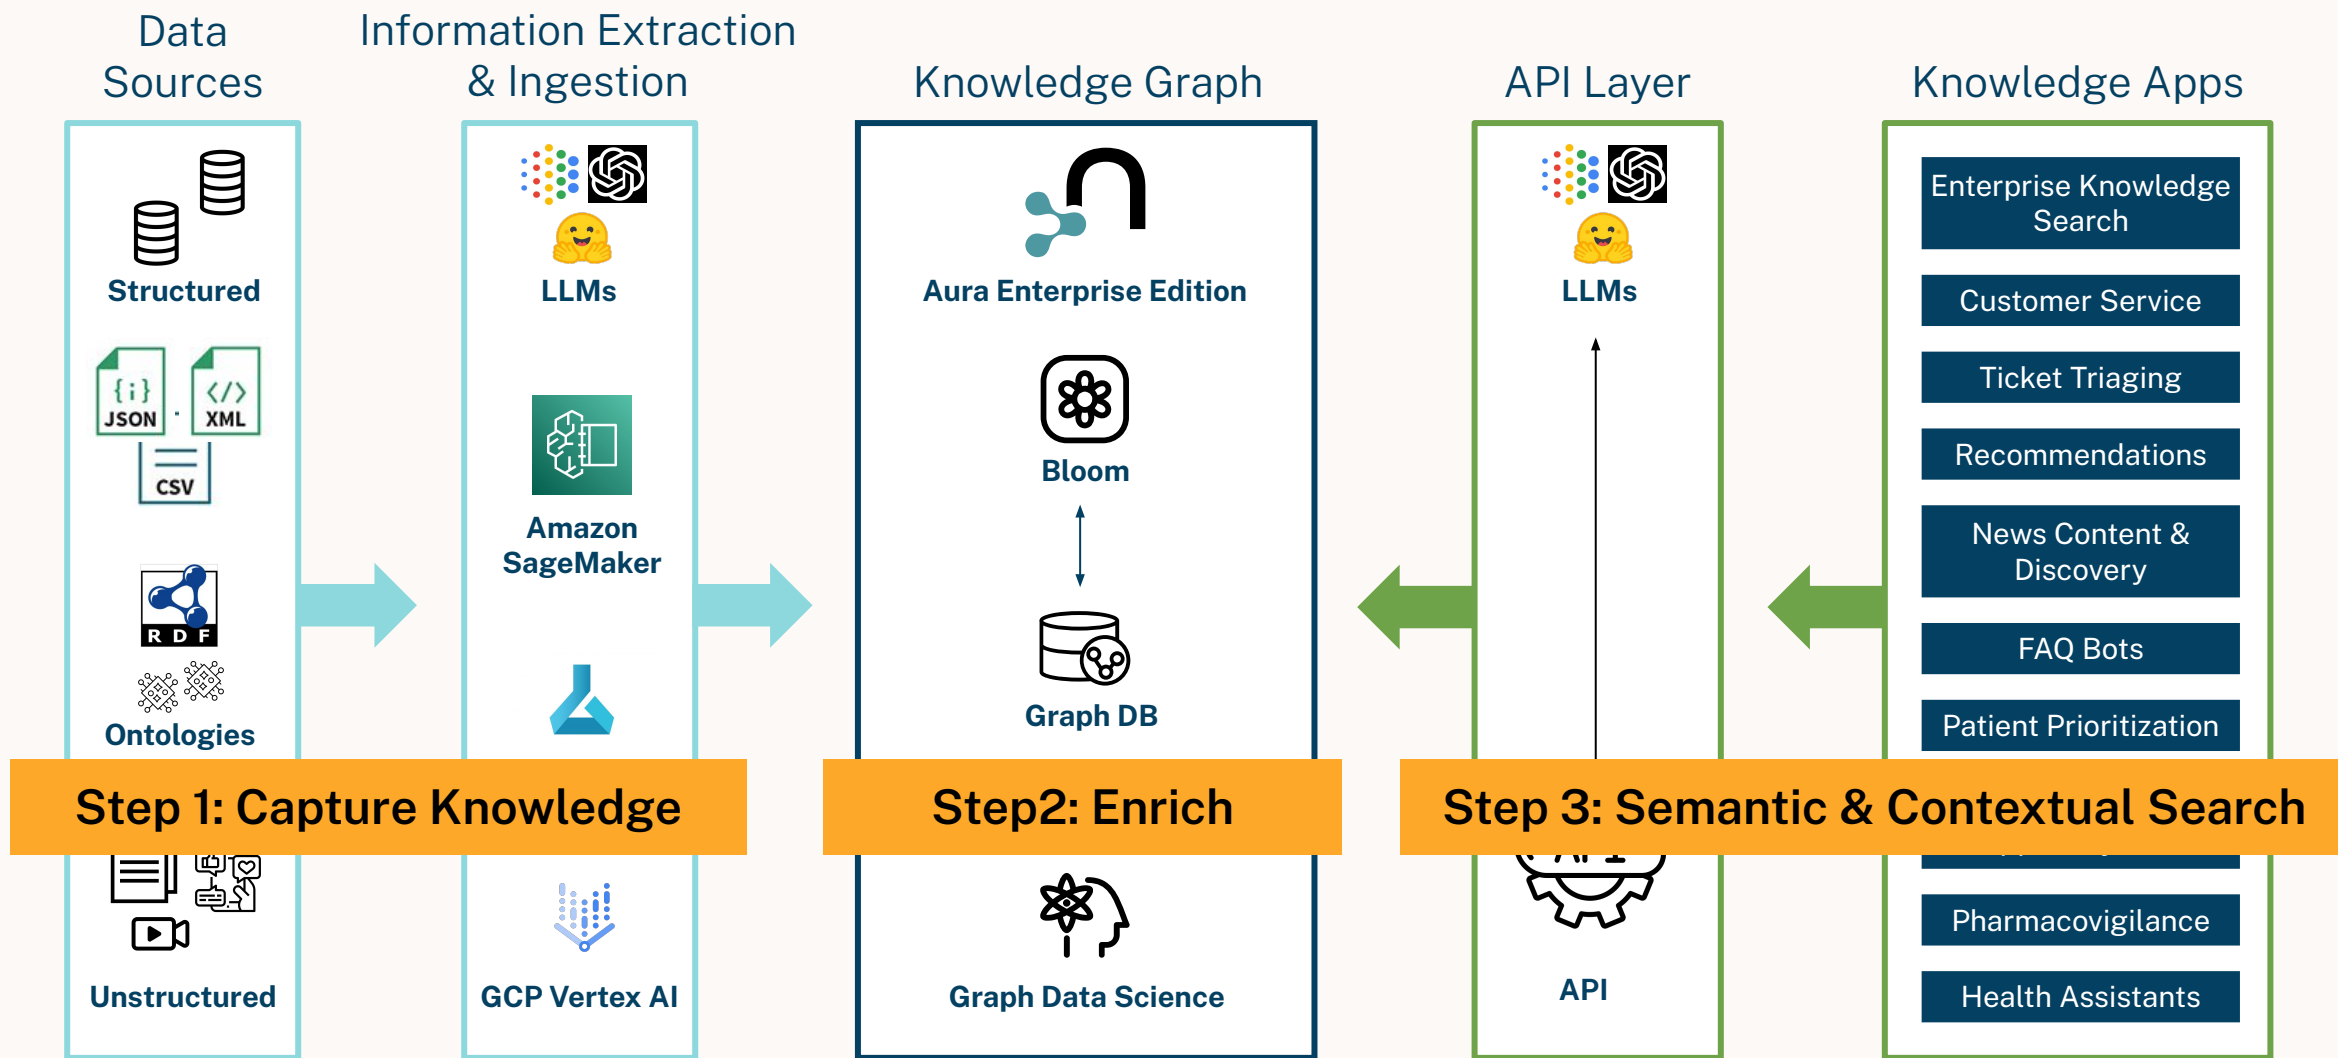 Data
Sources
Structured
{i}
JSON
</>
XML
CSV
RDF
Ontologies
Unstructured
Information Extraction
& Ingestion
LLMs
Amazon
SageMaker
GCP Vertex AI
Step 1: Capture Knowledge
Knowledge Graph
Aura Enterprise Edition
Bloom
Graph DB
Step2: Enrich
Graph Data Science
API Layer
LLMs
API
API
Knowledge Apps
Enterprise Knowledge
Search
Customer Service
Ticket Triaging
Recommendations
News Content &
Discovery
FAQ Bots
Patient Prioritization
Step 3: Semantic & Contextual Search
Pharmacovigilance
Health Assistants